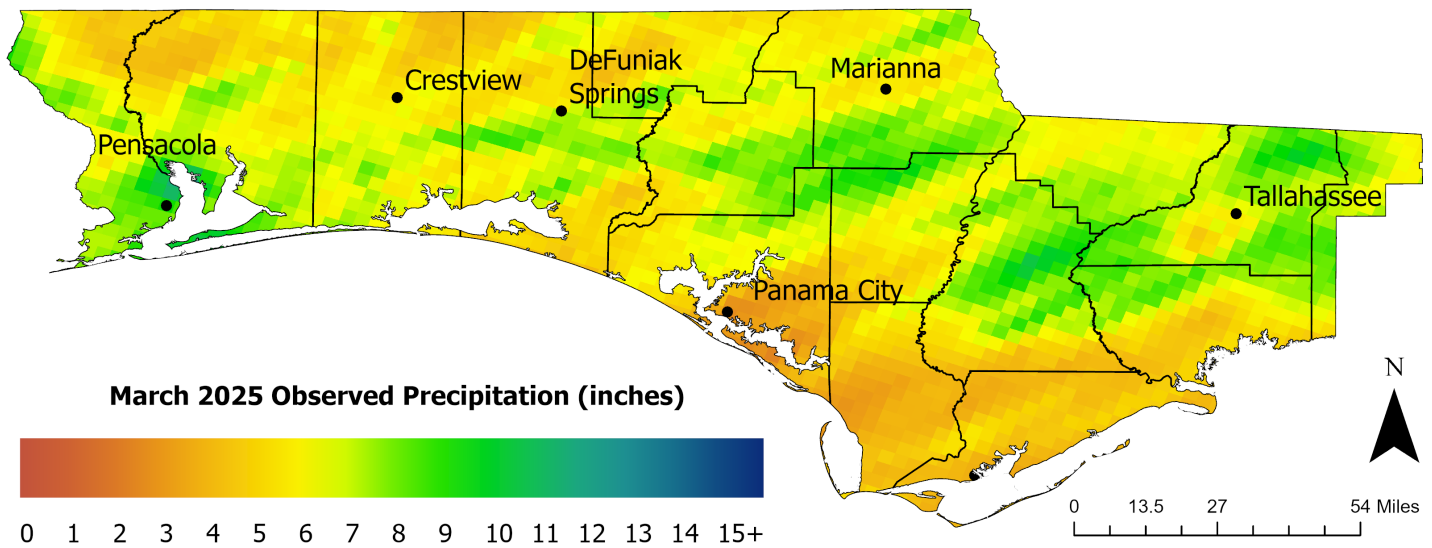 DeFuniak
Springs
Crestview
Marianna
Pensacola
Tallahassee
Panama City
March 2025 Observed Precipitation (inches)
0 1 2 3 4 5 6 7 8 9 10 11 12 13 14 15+
N
0 13.5 27 54 Miles